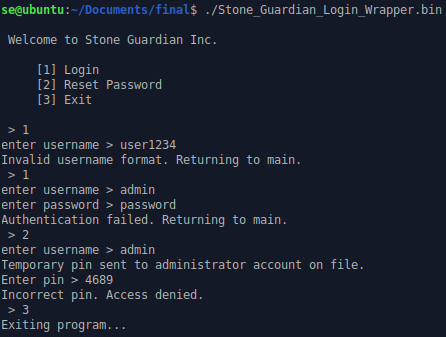 se@ubuntu:~/Documents/final$ ./Stone_Guardian_Login_Wrapper.bin
Welcome to Stone Guardian Inc.
[1] Login
[2] Reset Password
[3] Exit
> 1
enter username > user1234
Invalid username format. Returning to main.
> 1
enter username > admin
enter password > password
Authentication failed. Returning to main.
> 2
enter username > admin
Temporary pin sent to administrator account on file.
Enter pin > 4689
Incorrect pin. Access denied.
> 3
Exiting program...